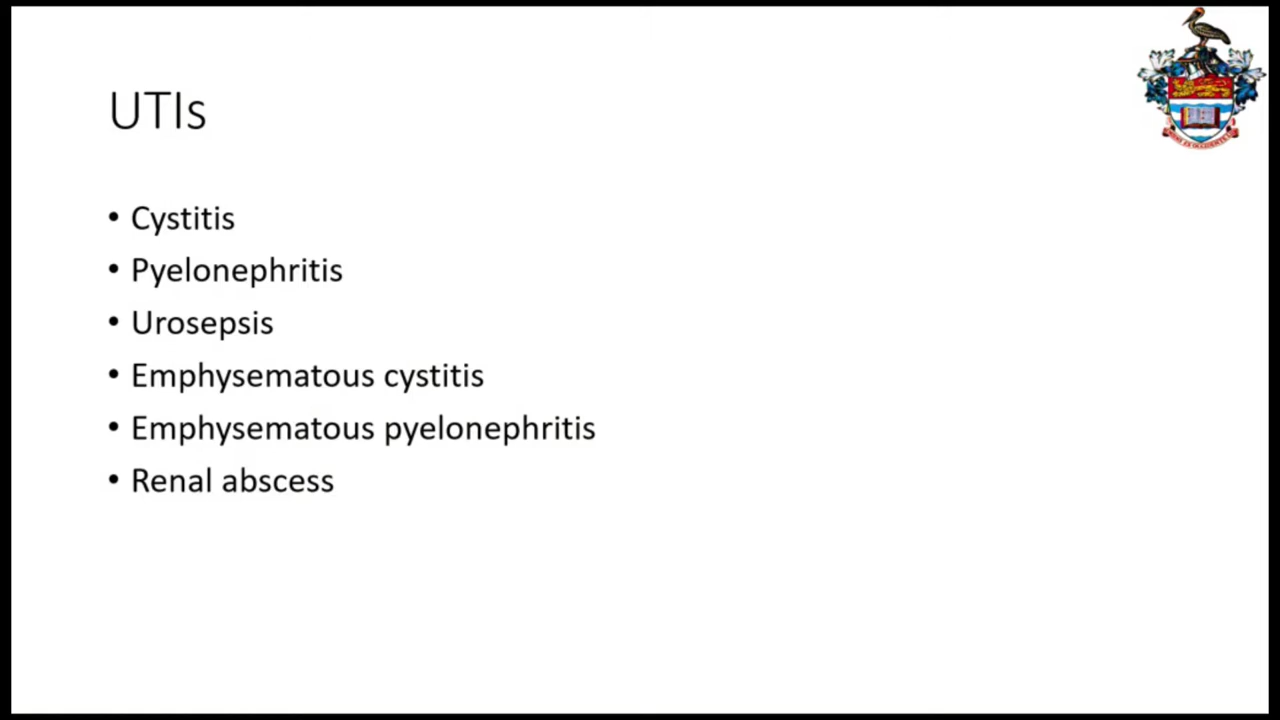 UTIs
• Cystitis
• Pyelonephritis
• Urosepsis
• Emphysematous cystitis
• Emphysematous pyelonephritis
• Renal abscess